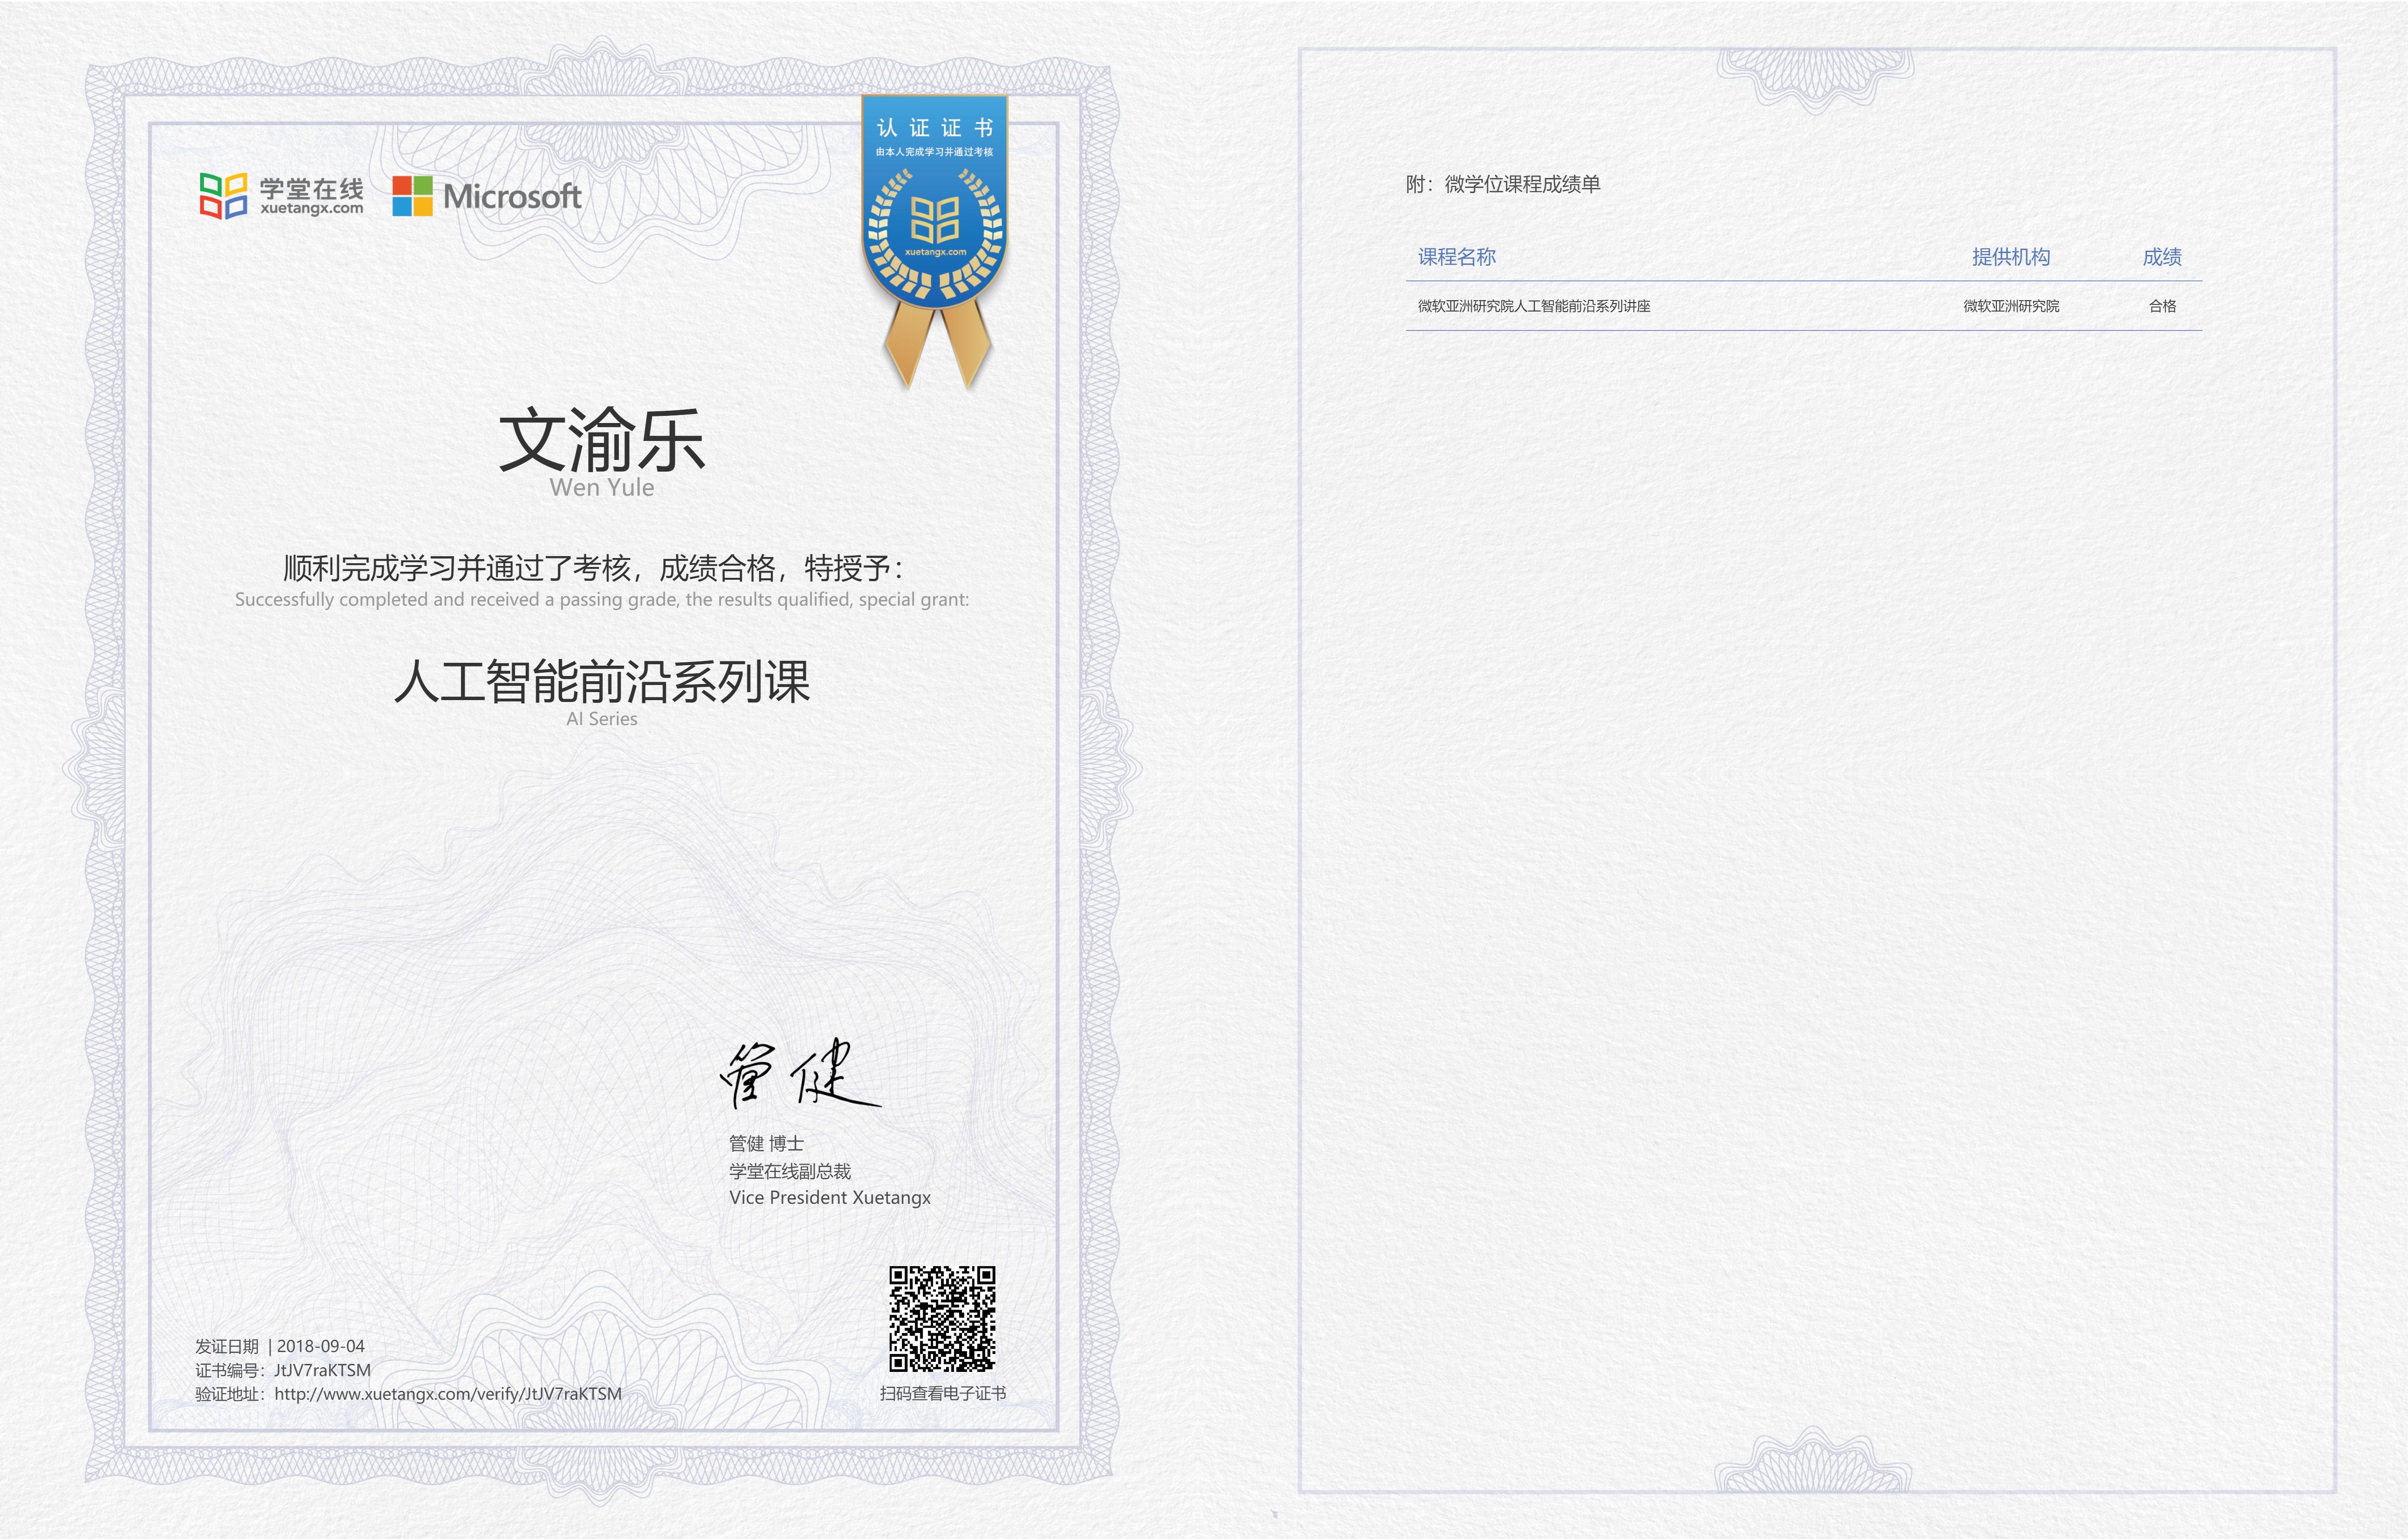 学堂在线
xuetangx.com
Microsoft
认证证书
由本人完成学习并通过考核
xuetangx.com
文渝乐
Wen Yule
顺利完成学习并通过了考核，成绩合格，特授予：
Successfully completed and received a passing grade, the results qualified, special grant:
人工智能前沿系列课
AI Series
管健
管健 博士
学堂在线副总裁
Vice President Xuetangx
发证日期 | 2018-09-04
证书编号：JtJV7raKTSM
验证地址：http://www.xuetangx.com/verify/JtJV7raKTSM
扫码查看电子证书
附：微学位课程成绩单
课程名称 提供机构 成绩
微软亚洲研究院人工智能前沿系列讲座 微软亚洲研究院 合格